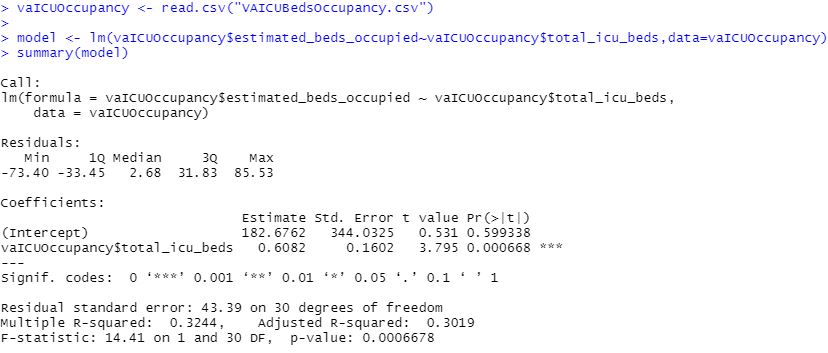 > vaICUOccupancy <- read.csv("VAICUBedsOccupancy.csv")
>
> model <- lm(vaICUOccupancy$estimated_beds_occupied~vaICUOccupancy$total_icu_beds,data=vaICUOccupancy)
> summary(model)
Call:
lm(formula = vaICUOccupancy$estimated_beds_occupied ~ vaICUOccupancy$total_icu_beds,
    data = vaICUOccupancy)
Residuals:
   Min     1Q Median     3Q    Max
-73.40 -33.45   2.68  31.83  85.53
Coefficients:
                              Estimate Std. Error t value Pr(>|t|)
(Intercept)                   182.6762   344.0325   0.531 0.599338
vaICUOccupancy$total_icu_beds   0.6082     0.1602   3.795 0.000668 ***
---
Signif. codes:  0 ‘***’ 0.001 ‘**’ 0.01 ‘*’ 0.05 ‘.’ 0.1 ‘ ’ 1
Residual standard error: 43.39 on 30 degrees of freedom
Multiple R-squared:  0.3244,    Adjusted R-squared:  0.3019
F-statistic: 14.41 on 1 and 30 DF,  p-value: 0.0006678